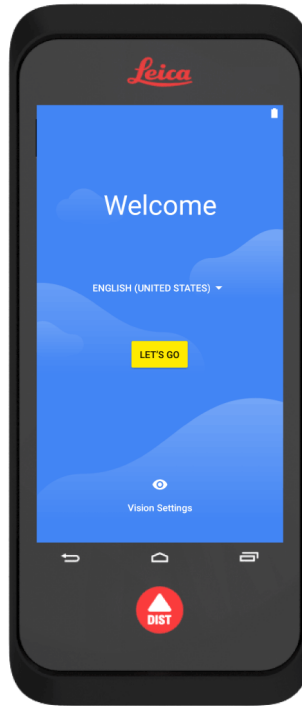 Leica
Welcome
ENGLISH (UNITED STATES)
LET'S GO
Vision Settings
DIST